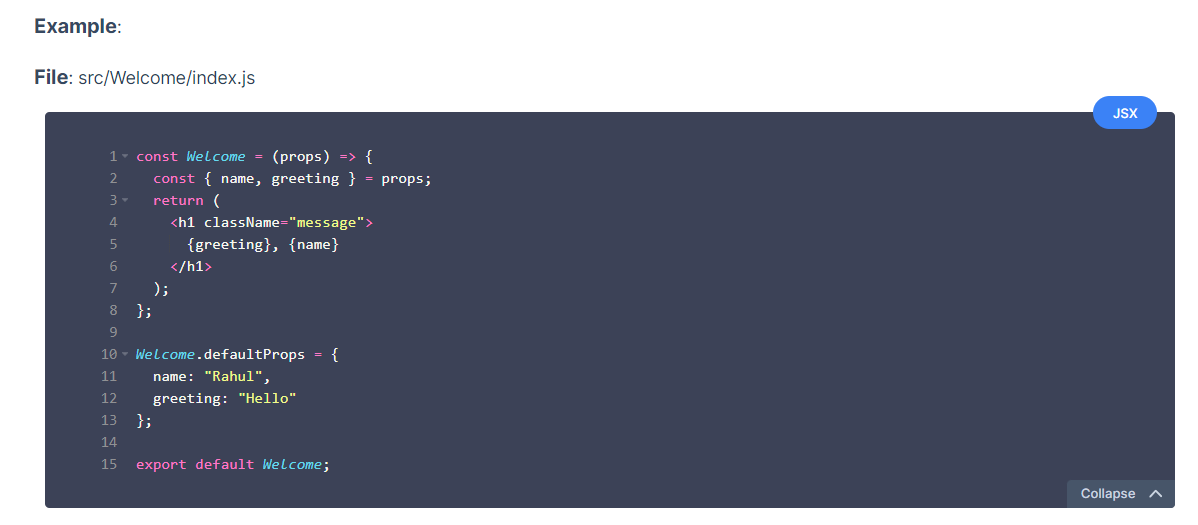 Example:
File: src/Welcome/index.js
JSX
1 const Welcome = (props) => {
2   const { name, greeting } = props;
3   return (
4     <h1 className="message">
5       {greeting}, {name}
6     </h1>
7   );
8 };
9
10 Welcome.defaultProps = {
11   name: "Rahul",
12   greeting: "Hello"
13 };
14
15 export default Welcome;
Collapse